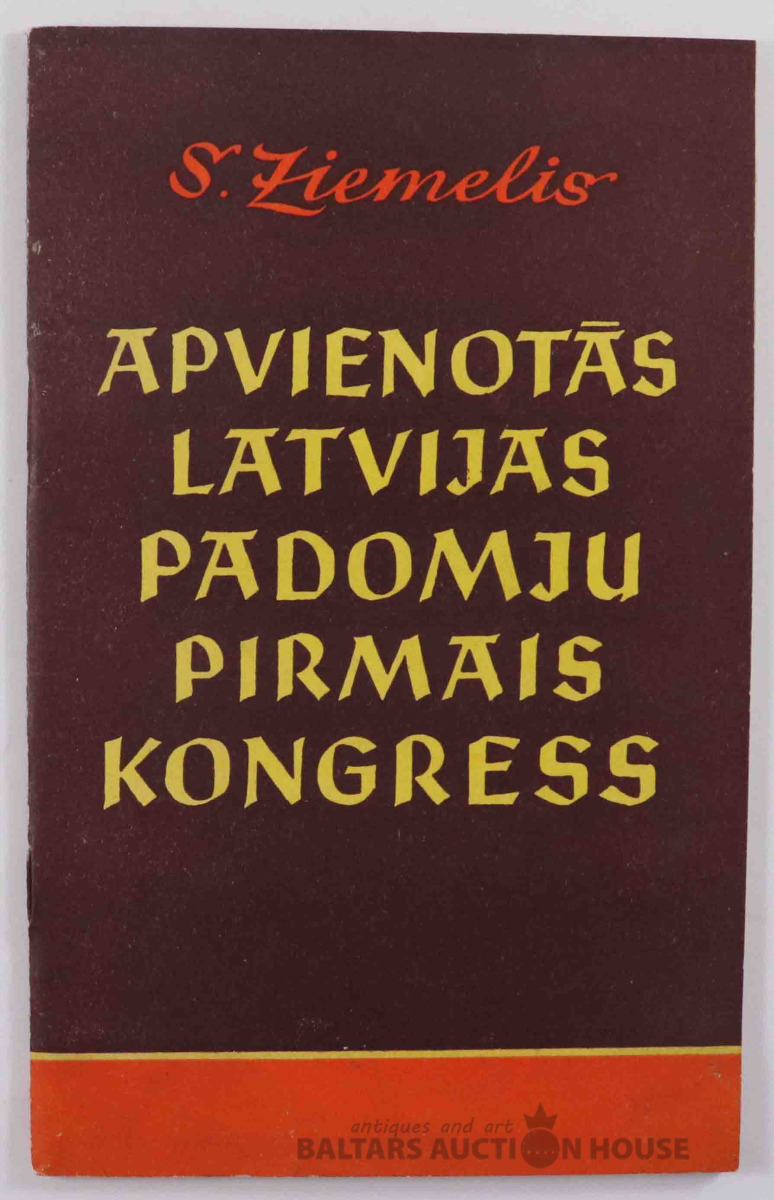 S. Ziemelis
APVIENOTĀS
LATVIJAS
PADOMJU
PIRMAIS
KONGRESS
antiques and art
BALTARS AUCTION HOUSE